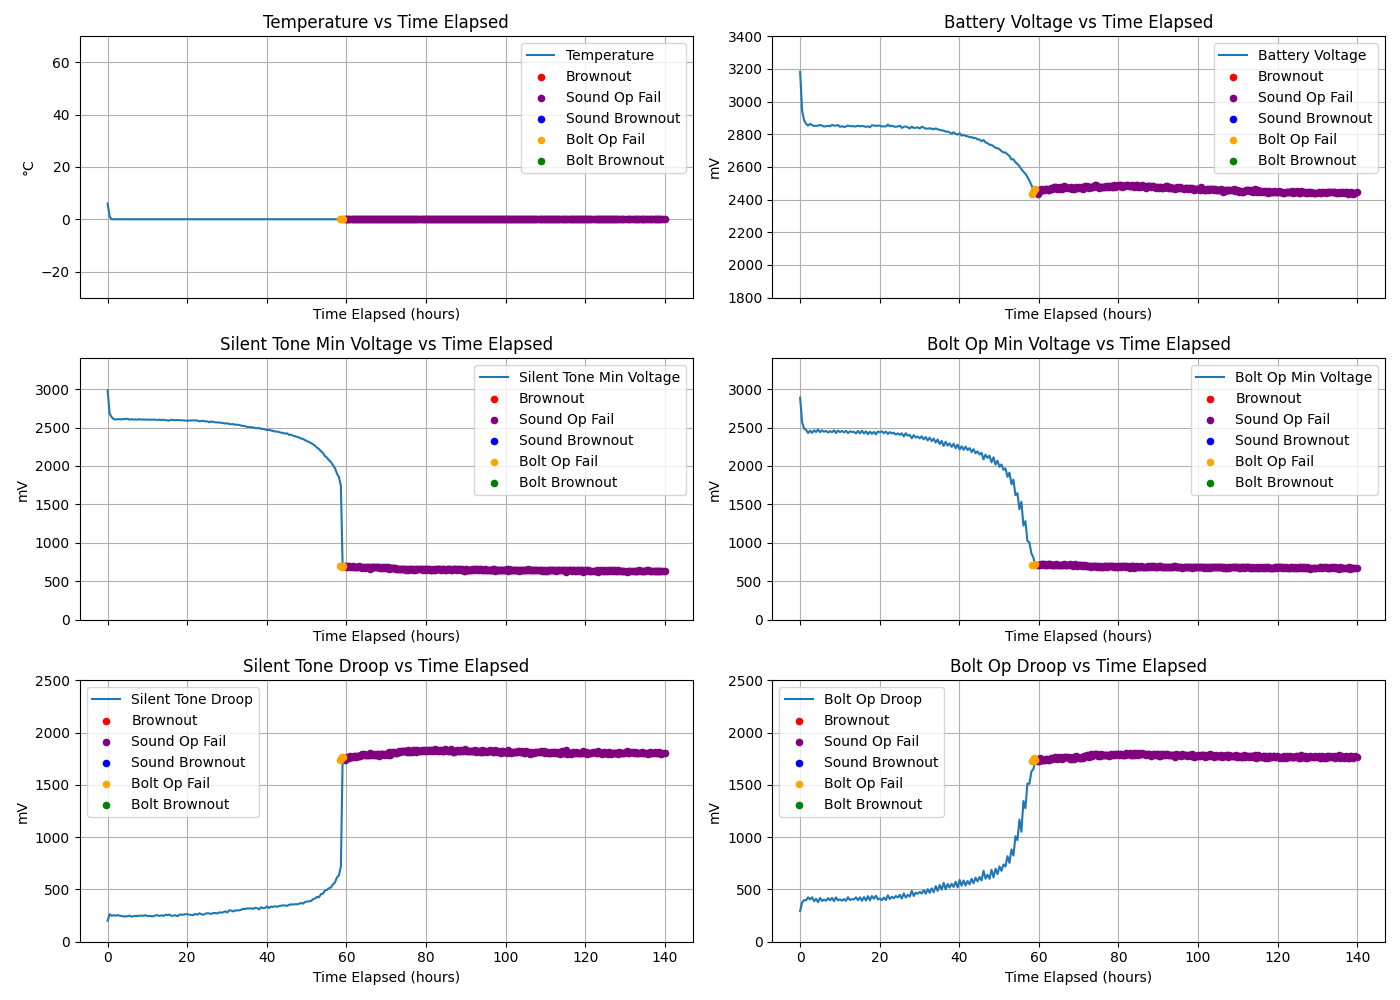 Temperature vs Time Elapsed
60
40
20
0
−20
°C
Temperature
Brownout
Sound Op Fail
Sound Brownout
Bolt Op Fail
Bolt Brownout
Time Elapsed (hours)
Battery Voltage vs Time Elapsed
3400
3200
3000
2800
2600
2400
2200
2000
1800
mV
Battery Voltage
Brownout
Sound Op Fail
Sound Brownout
Bolt Op Fail
Bolt Brownout
Time Elapsed (hours)
Silent Tone Min Voltage vs Time Elapsed
3000
2500
2000
1500
1000
500
0
mV
Silent Tone Min Voltage
Brownout
Sound Op Fail
Sound Brownout
Bolt Op Fail
Bolt Brownout
Time Elapsed (hours)
Bolt Op Min Voltage vs Time Elapsed
3000
2500
2000
1500
1000
500
0
mV
Bolt Op Min Voltage
Brownout
Sound Op Fail
Sound Brownout
Bolt Op Fail
Bolt Brownout
Time Elapsed (hours)
Silent Tone Droop vs Time Elapsed
2500
2000
1500
1000
500
0
mV
Silent Tone Droop
Brownout
Sound Op Fail
Sound Brownout
Bolt Op Fail
Bolt Brownout
0 20 40 60 80 100 120 140
Time Elapsed (hours)
Bolt Op Droop vs Time Elapsed
2500
2000
1500
1000
500
0
mV
Bolt Op Droop
Brownout
Sound Op Fail
Sound Brownout
Bolt Op Fail
Bolt Brownout
0 20 40 60 80 100 120 140
Time Elapsed (hours)